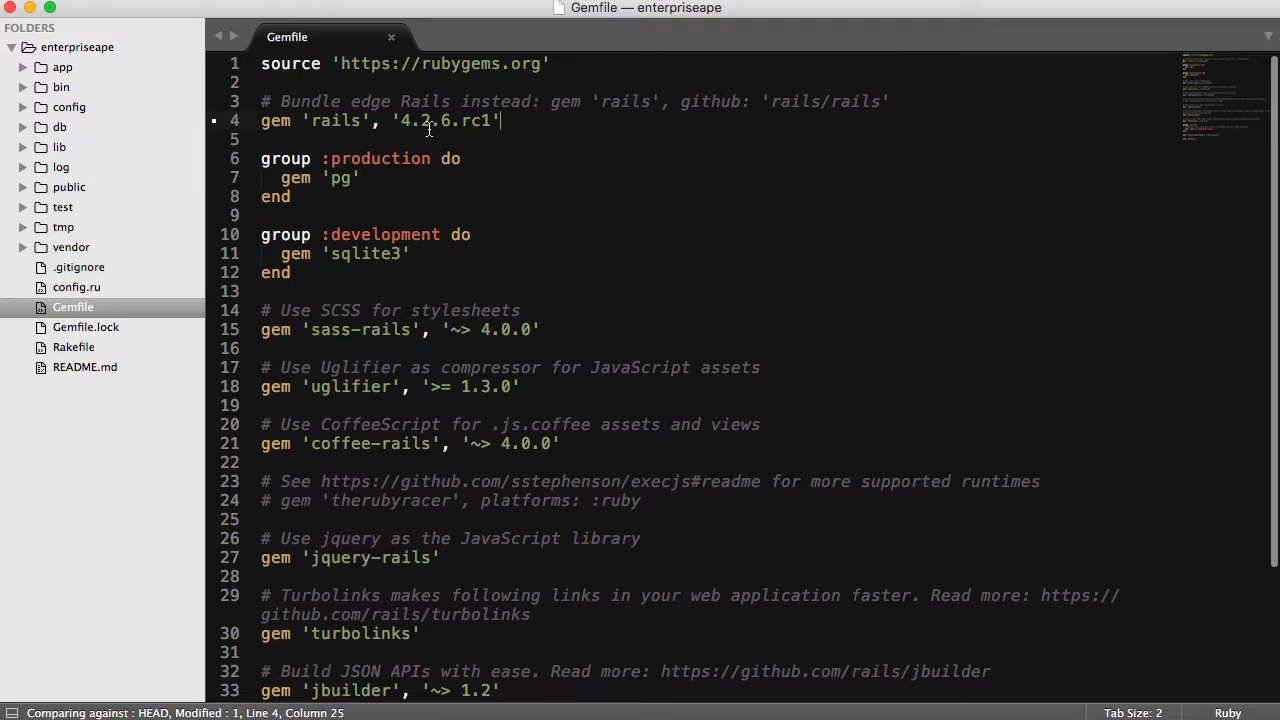 Gemfile — enterpriseape
FOLDERS
enterpriseape
app
bin
config
db
lib
log
public
test
tmp
vendor
.gitignore
config.ru
Gemfile
Gemfile.lock
Rakefile
README.md
Gemfile
1 source 'https://rubygems.org'
2
3 # Bundle edge Rails instead: gem 'rails', github: 'rails/rails'
4 gem 'rails', '4.2.6.rc1'
5
6 group :production do
7 gem 'pg'
8 end
9
10 group :development do
11 gem 'sqlite3'
12 end
13
14 # Use SCSS for stylesheets
15 gem 'sass-rails', '~> 4.0.0'
16
17 # Use Uglifier as compressor for JavaScript assets
18 gem 'uglifier', '>= 1.3.0'
19
20 # Use CoffeeScript for .js.coffee assets and views
21 gem 'coffee-rails', '~> 4.0.0'
22
23 # See https://github.com/sstephenson/execjs#readme for more supported runtimes
24 # gem 'therubyracer', platforms: :ruby
25
26 # Use jquery as the JavaScript library
27 gem 'jquery-rails'
28
29 # Turbolinks makes following links in your web application faster. Read more: https://
github.com/rails/turbolinks
30 gem 'turbolinks'
31
32 # Build JSON APIs with ease. Read more: https://github.com/rails/jbuilder
33 gem 'jbuilder', '~> 1.2'
Comparing against : HEAD, Modified : 1, Line 4, Column 25
Tab Size: 2
Ruby